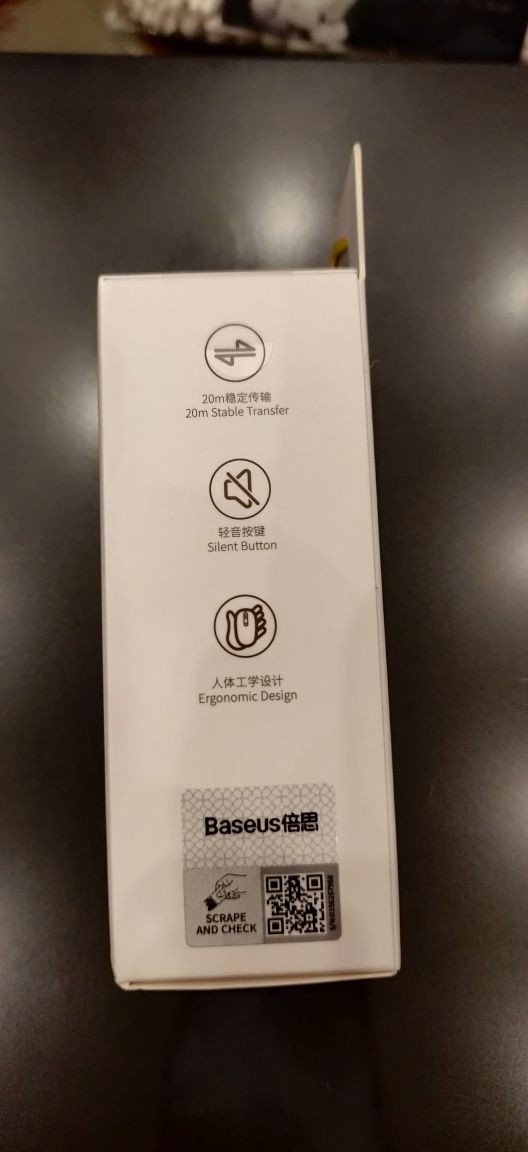 20m稳定传输
20m Stable Transfer
轻音按键
Silent Button
人体工学设计
Ergonomic Design
Baseus倍思
SCRAPE
AND CHECK